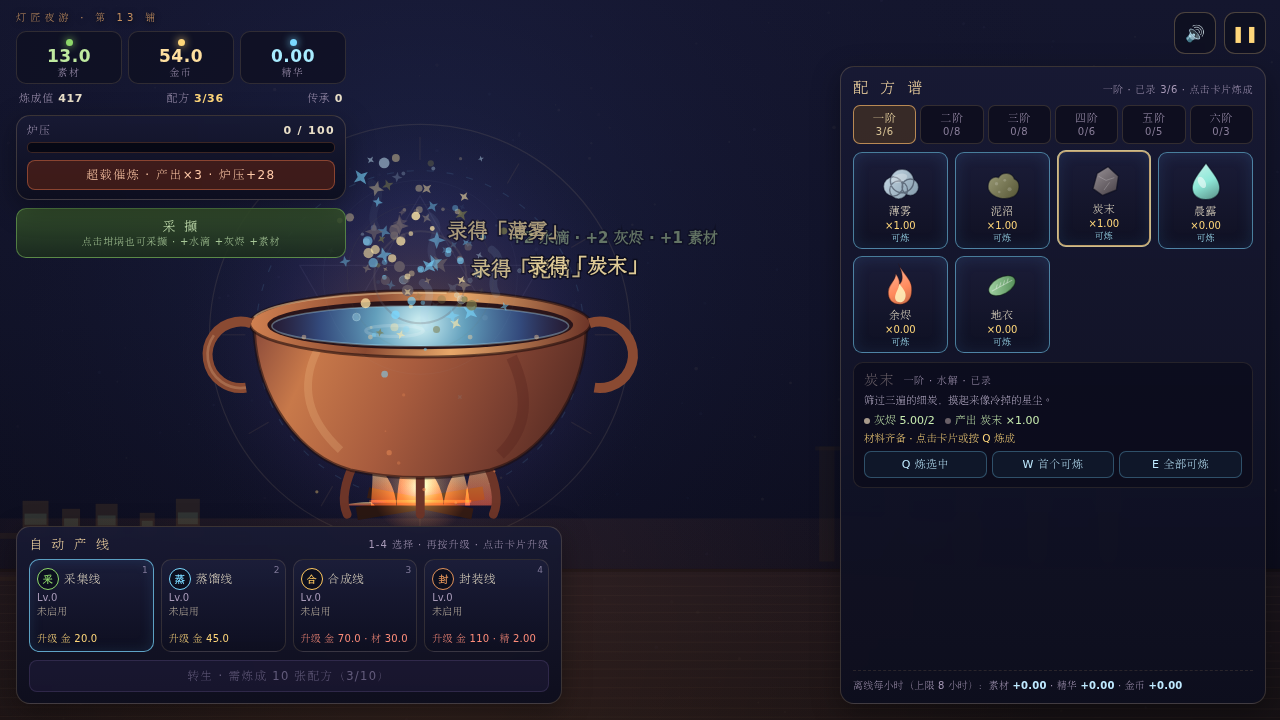 灯匠夜游 · 第 13 铺
13.0
素材
54.0
金币
0.00
精华
炼成值 417
配方 3/36
传承 0
炉压
0 / 100
超载催炼 · 产出×3 · 炉压+28
采 撷
点击坩埚也可采撷 · +水滴 +灰烬 +素材
录得「薄雾」
水滴 · +2 灰烬 · +1 素材
录得「
录得「炭末」
🔊
❚❚
配 方 谱
一阶 · 已录 3/6 · 点击卡片炼成
一阶
3/6
二阶
0/8
三阶
0/8
四阶
0/6
五阶
0/5
六阶
0/3
薄雾
×1.00
可炼
泥沼
×1.00
可炼
炭末
×1.00
可炼
晨露
×0.00
可炼
余烬
×0.00
可炼
地衣
×0.00
可炼
炭末 一阶 · 水解 · 已录
筛过三遍的细炭，摸起来像冷掉的星尘。
灰烬 5.00/2 产出 炭末 ×1.00
材料齐备 · 点击卡片或按 Q 炼成
Q 炼选中
W 首个可炼
E 全部可炼
离线每小时（上限 8 小时）：素材 +0.00 · 精华 +0.00 · 金币 +0.00
自 动 产 线
1-4 选择 · 再按升级 · 点击卡片升级
采 采集线 1
Lv.0
未启用
升级 金 20.0
蒸 蒸馏线 2
Lv.0
未启用
升级 金 45.0
合 合成线 3
Lv.0
未启用
升级 金 70.0 · 材 30.0
封 封装线 4
Lv.0
未启用
升级 金 110 · 精 2.00
转生 · 需炼成 10 张配方（3/10）